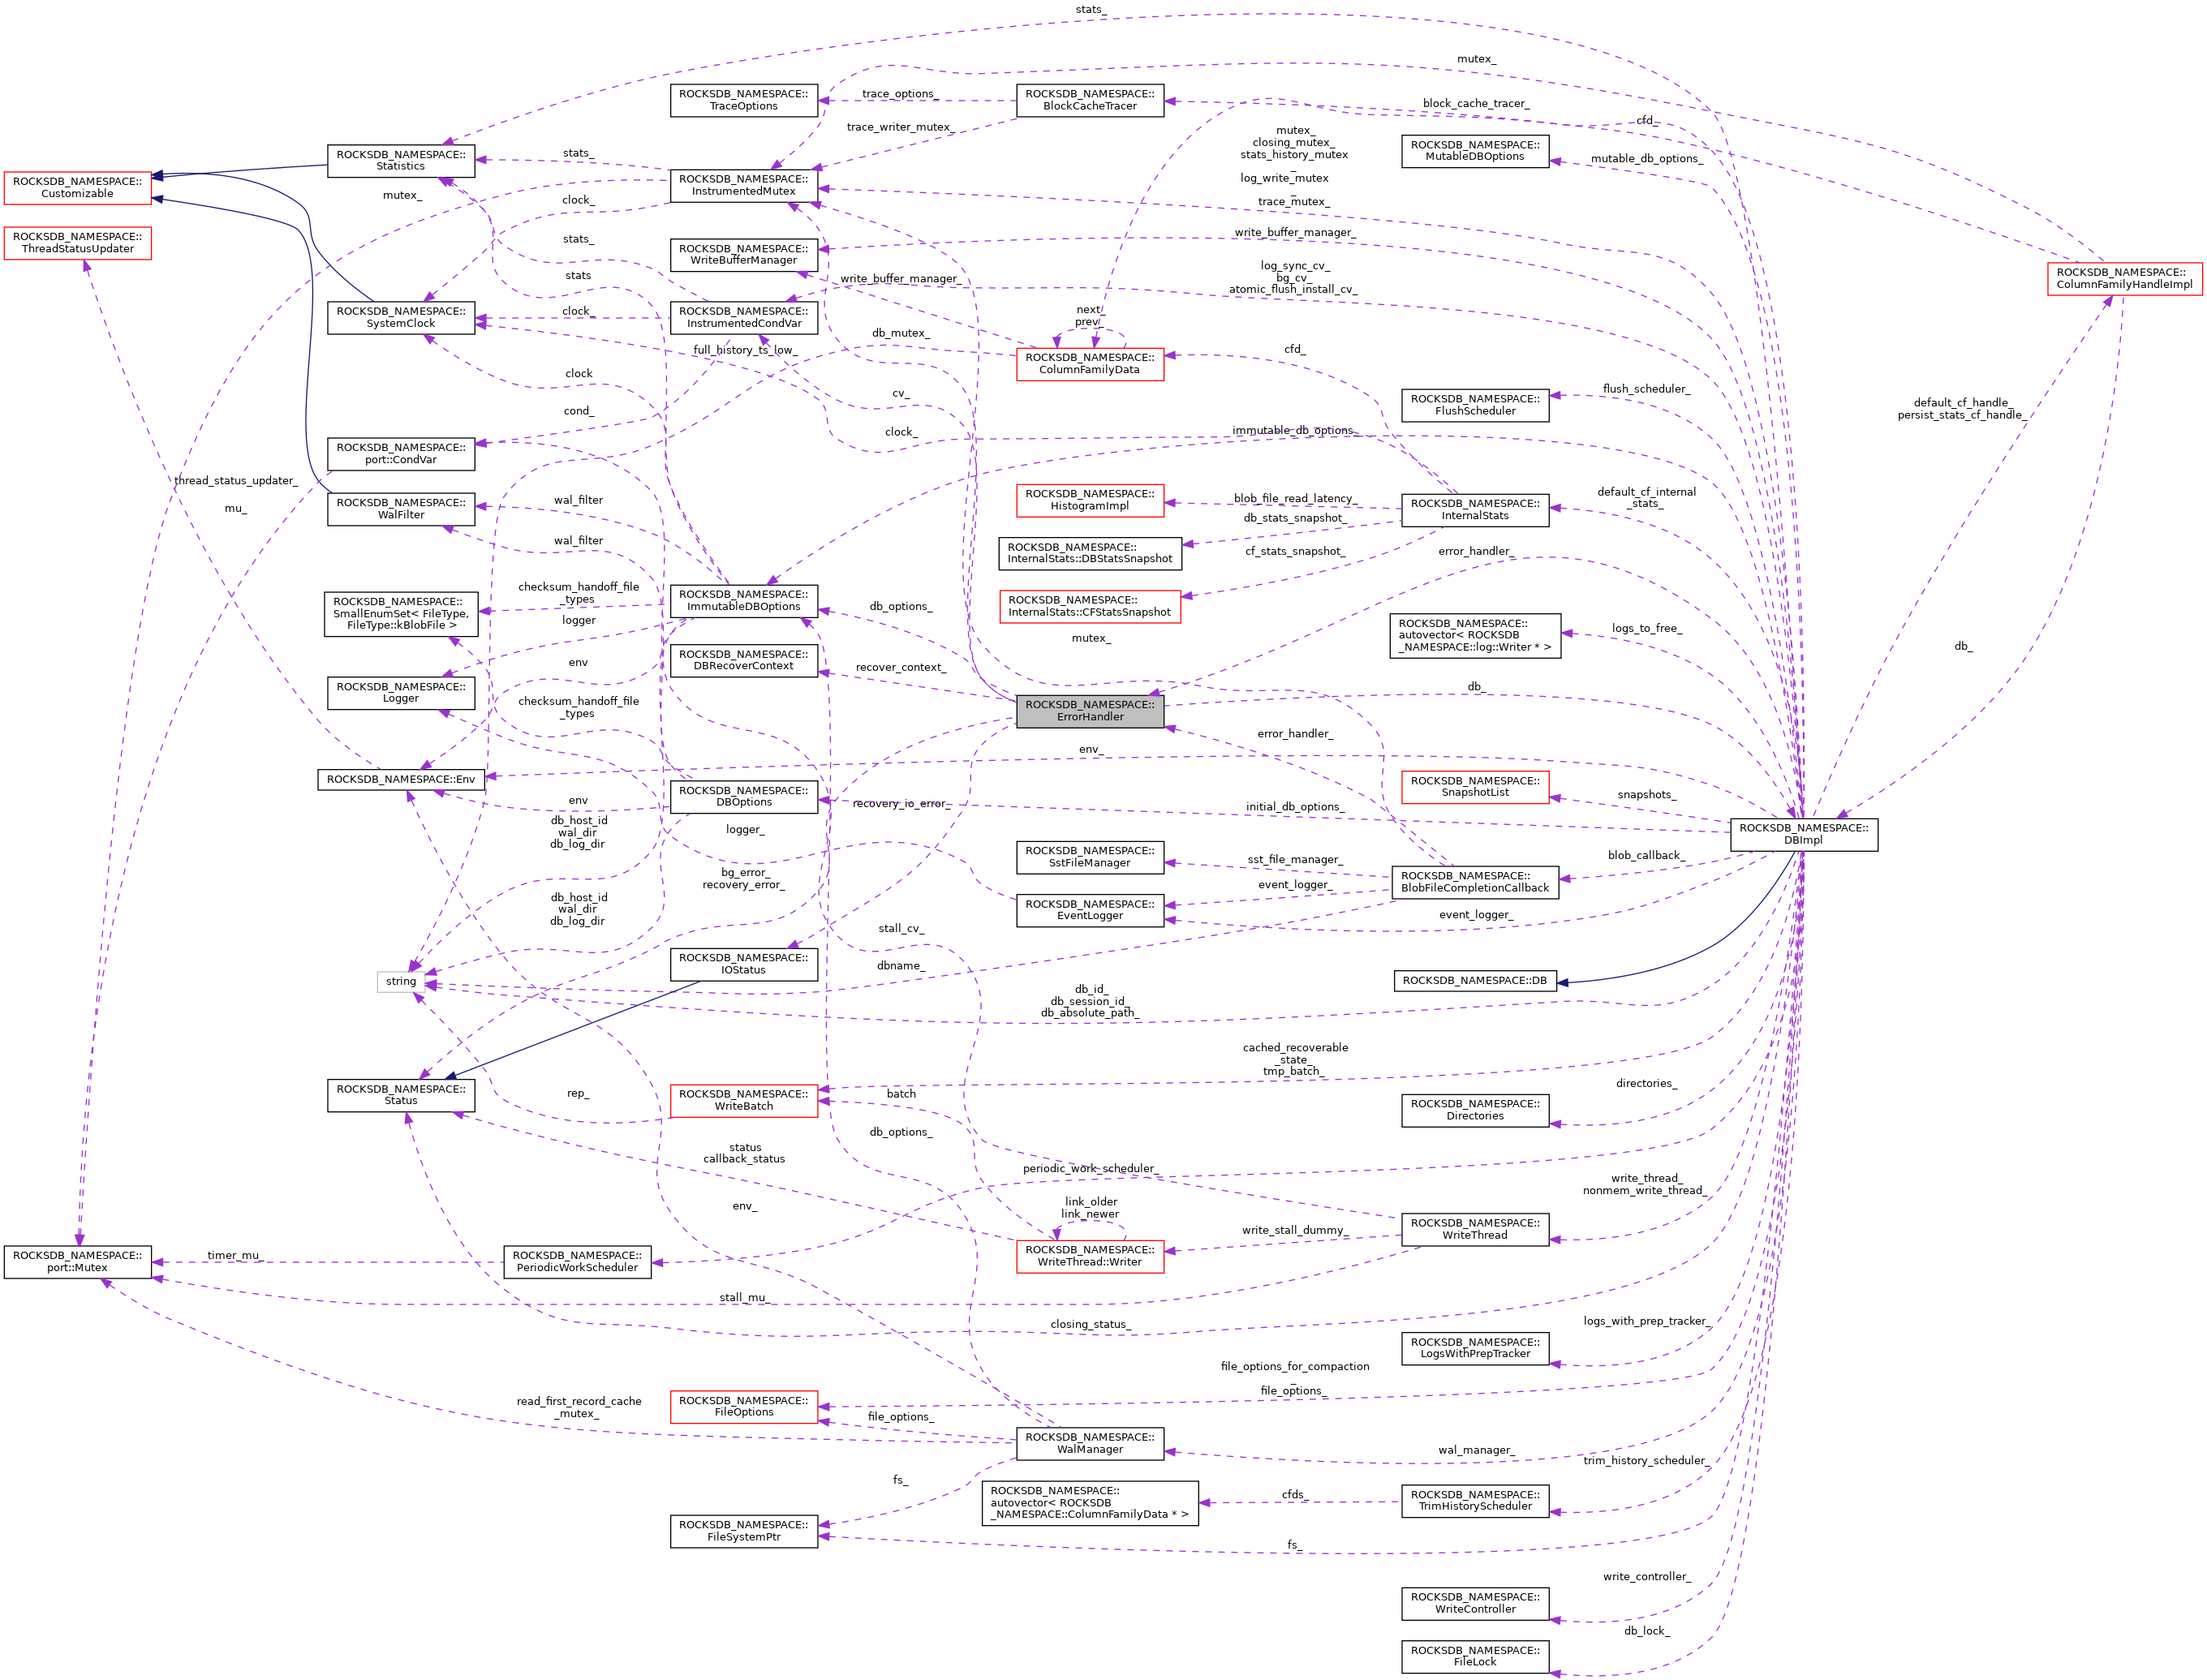 stats_
mutex_
ROCKSDB_NAMESPACE::
TraceOptions
trace_options_
ROCKSDB_NAMESPACE::
BlockCacheTracer
block_cache_tracer_
cfd_
trace_writer_mutex_
mutex_
closing_mutex_
stats_history_mutex
_
log_write_mutex
_
trace_mutex_
ROCKSDB_NAMESPACE::
MutableDBOptions
mutable_db_options_
ROCKSDB_NAMESPACE::
Statistics
stats_
ROCKSDB_NAMESPACE::
Customizable
mutex_
ROCKSDB_NAMESPACE::
InstrumentedMutex
clock_
ROCKSDB_NAMESPACE::
ThreadStatusUpdater
stats_
ROCKSDB_NAMESPACE::
WriteBufferManager
write_buffer_manager_
write_buffer_manager_
log_sync_cv_
bg_cv_
atomic_flush_install_cv_
ROCKSDB_NAMESPACE::
ColumnFamilyHandleImpl
stats
ROCKSDB_NAMESPACE::
SystemClock
clock_
ROCKSDB_NAMESPACE::
InstrumentedCondVar
next_
prev_
db_mutex_
full_history_ts_low_
ROCKSDB_NAMESPACE::
ColumnFamilyData
cfd_
clock
cv_
ROCKSDB_NAMESPACE::
FlushScheduler
flush_scheduler_
default_cf_handle_
persist_stats_cf_handle_
cond_
clock_
immutable_db_options_
ROCKSDB_NAMESPACE::
port::CondVar
thread_status_updater_
mu_
ROCKSDB_NAMESPACE::
WalFilter
wal_filter
wal_filter
ROCKSDB_NAMESPACE::
HistogramImpl
blob_file_read_latency_
ROCKSDB_NAMESPACE::
InternalStats
default_cf_internal
_stats_
db_stats_snapshot_
ROCKSDB_NAMESPACE::
InternalStats::DBStatsSnapshot
cf_stats_snapshot_
error_handler_
ROCKSDB_NAMESPACE::
InternalStats::CFStatsSnapshot
ROCKSDB_NAMESPACE::
SmallEnumSet< FileType,
FileType::kBlobFile >
checksum_handoff_file
_types
logger
ROCKSDB_NAMESPACE::
ImmutableDBOptions
db_options_
mutex_
ROCKSDB_NAMESPACE::
autovector< ROCKSDB
_NAMESPACE::log::Writer * >
logs_to_free_
db_
env
ROCKSDB_NAMESPACE::
DBRecoverContext
recover_context_
ROCKSDB_NAMESPACE::
Logger
checksum_handoff_file
_types
ROCKSDB_NAMESPACE::
ErrorHandler
db_
error_handler_
env_
ROCKSDB_NAMESPACE::Env
env
ROCKSDB_NAMESPACE::
DBOptions
recovery_io_error_
initial_db_options_
ROCKSDB_NAMESPACE::
SnapshotList
snapshots_
ROCKSDB_NAMESPACE::
DBImpl
db_host_id
wal_dir
db_log_dir
logger_
ROCKSDB_NAMESPACE::
SstFileManager
sst_file_manager_
blob_callback_
bg_error_
recovery_error_
ROCKSDB_NAMESPACE::
BlobFileCompletionCallback
event_logger_
ROCKSDB_NAMESPACE::
EventLogger
event_logger_
db_host_id
wal_dir
db_log_dir
stall_cv_
string
ROCKSDB_NAMESPACE::
IOStatus
dbname_
ROCKSDB_NAMESPACE::DB
db_id_
db_session_id_
db_absolute_path_
cached_recoverable
_state_
tmp_batch_
ROCKSDB_NAMESPACE::
Status
rep_
ROCKSDB_NAMESPACE::
WriteBatch
batch
ROCKSDB_NAMESPACE::
Directories
directories_
db_options_
status
callback_status
periodic_work_scheduler_
write_thread_
nonmem_write_thread_
env_
link_older
link_newer
ROCKSDB_NAMESPACE::
WriteThread::Writer
write_stall_dummy_
ROCKSDB_NAMESPACE::
WriteThread
ROCKSDB_NAMESPACE::
port::Mutex
timer_mu_
ROCKSDB_NAMESPACE::
PeriodicWorkScheduler
stall_mu_
closing_status_
ROCKSDB_NAMESPACE::
LogsWithPrepTracker
logs_with_prep_tracker_
file_options_for_compaction
_
file_options_
read_first_record_cache
_mutex_
ROCKSDB_NAMESPACE::
FileOptions
file_options_
ROCKSDB_NAMESPACE::
WalManager
wal_manager_
trim_history_scheduler_
fs_
ROCKSDB_NAMESPACE::
autovector< ROCKSDB
_NAMESPACE::ColumnFamilyData * >
cfds_
ROCKSDB_NAMESPACE::
TrimHistoryScheduler
ROCKSDB_NAMESPACE::
FileSystemPtr
fs_
ROCKSDB_NAMESPACE::
WriteController
write_controller_
ROCKSDB_NAMESPACE::
FileLock
db_lock_